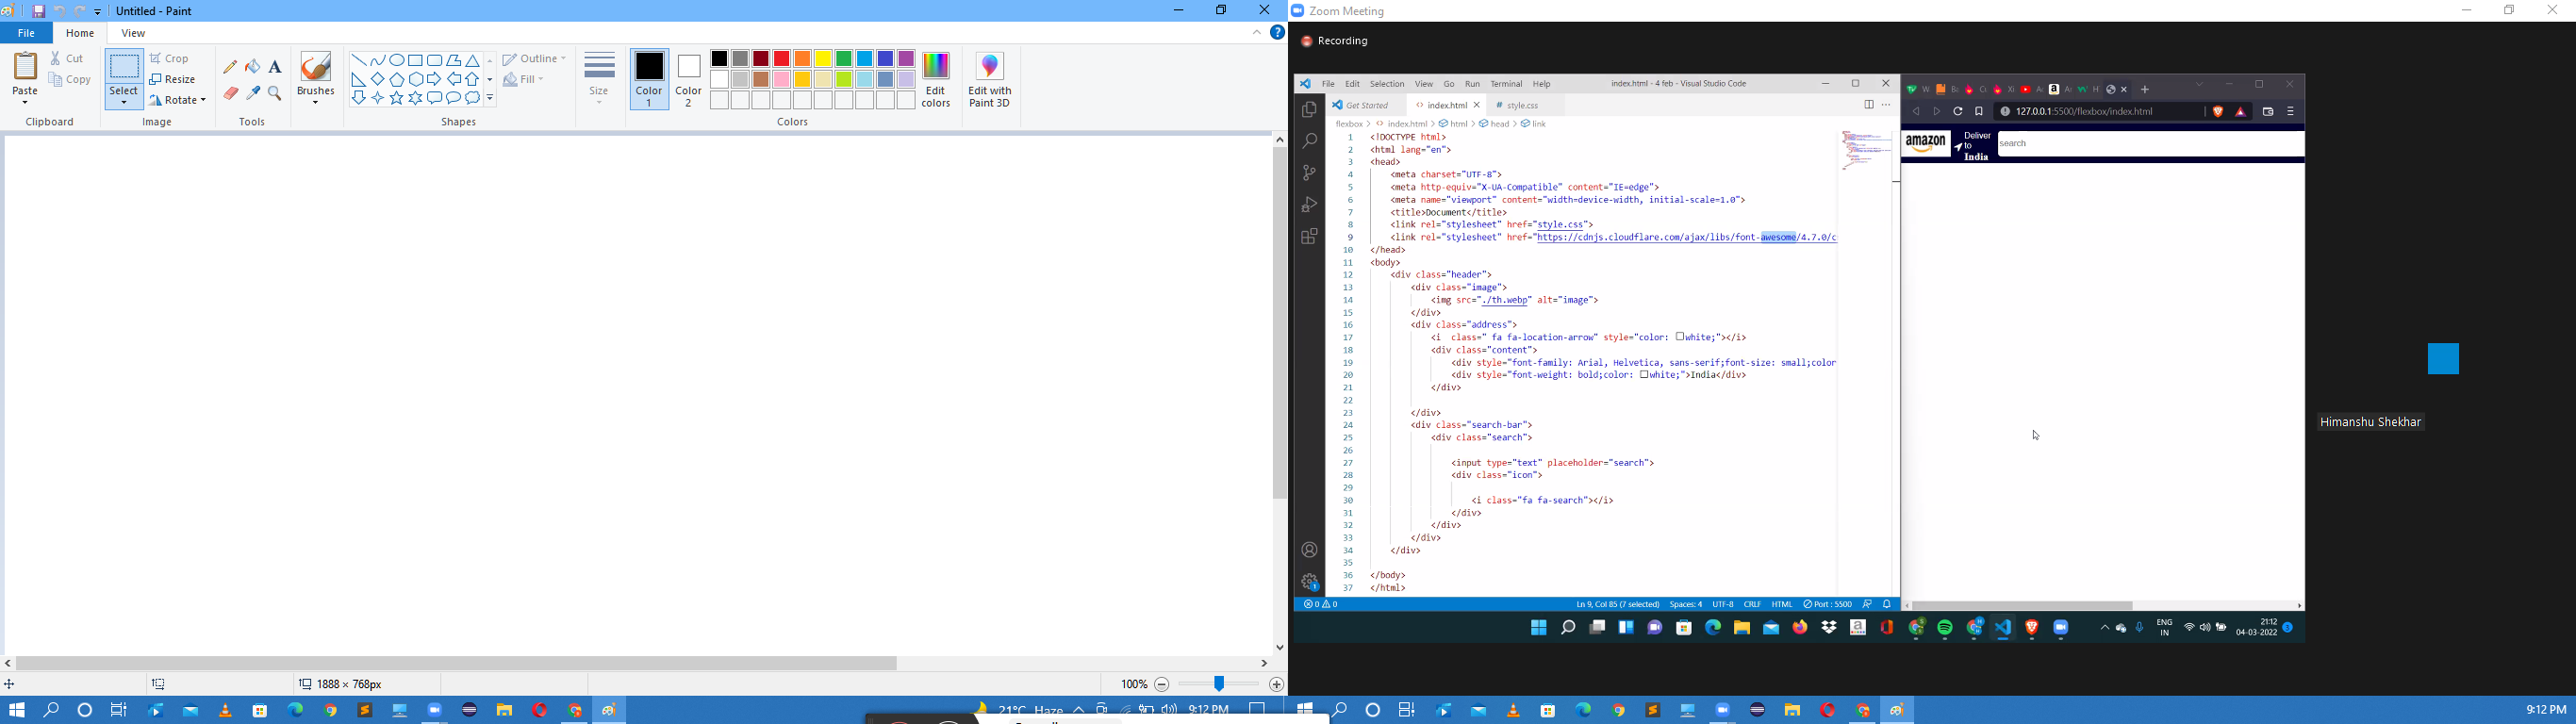 Untitled - Paint
File Home View
Paste
Cut
Copy
Clipboard
Select
Crop
Resize
Rotate
Image
Tools
Brushes
Shapes
Outline
Fill
Size
Color 1
Color 2
Edit colors
Colors
Edit with Paint 3D
1888 × 768px
100%
21°C Haze
9:12 PM
Zoom Meeting
Recording
File Edit Selection View Go Run Terminal Help
index.html - 4 feb - Visual Studio Code
Get Started
index.html
# style.css
flexbox > index.html > html > head > link
1 <!DOCTYPE html>
2 <html lang="en">
3 <head>
4 <meta charset="UTF-8">
5 <meta http-equiv="X-UA-Compatible" content="IE=edge">
6 <meta name="viewport" content="width=device-width, initial-scale=1.0">
7 <title>Document</title>
8 <link rel="stylesheet" href="style.css">
9 <link rel="stylesheet" href="https://cdnjs.cloudflare.com/ajax/libs/font-awesome/4.7.0/c
10 </head>
11 <body>
12 <div class="header">
13 <div class="image">
14 <img src="./th.webp" alt="image">
15 </div>
16 <div class="address">
17 <i class=" fa fa-location-arrow" style="color: white;"></i>
18 <div class="content">
19 <div style="font-family: Arial, Helvetica, sans-serif;font-size: small;color
20 <div style="font-weight: bold;color: white;">India</div>
21 </div>
22
23 </div>
24 <div class="search-bar">
25 <div class="search">
26
27 <input type="text" placeholder="search">
28 <div class="icon">
29
30 <i class="fa fa-search"></i>
31 </div>
32 </div>
33 </div>
34 </div>
35
36 </body>
37 </html>
0 0
Ln 9, Col 85 (7 selected) Spaces: 4 UTF-8 CRLF HTML Port : 5500
127.0.0.1:5500/flexbox/index.html
amazon
Deliver
to
India
search
Himanshu Shekhar
ENG
IN
21:12
04-03-2022
3
9:12 PM